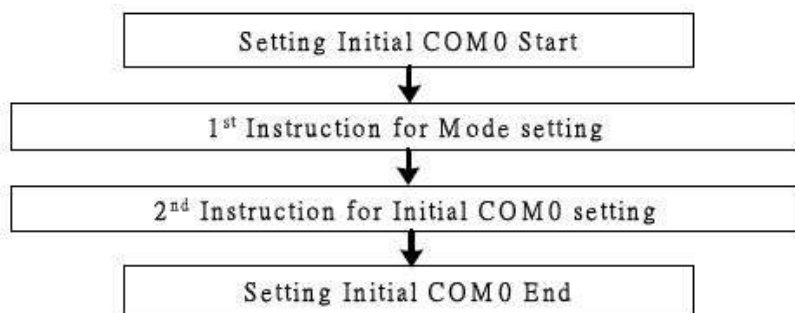 Setting Initial COM0 Start
1st Instruction for Mode setting
2nd Instruction for Initial COM0 setting
Setting Initial COM0 End